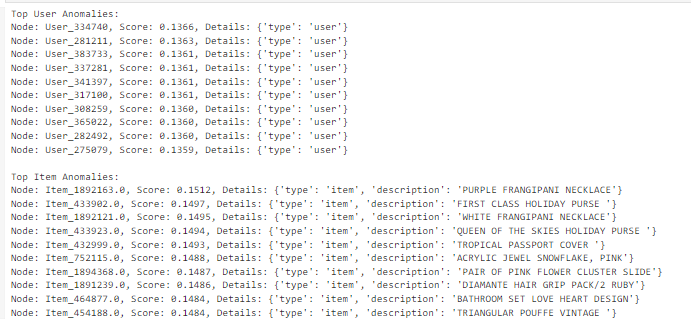 Top User Anomalies:
Node: User_334740, Score: 0.1366, Details: {'type': 'user'}
Node: User_281211, Score: 0.1363, Details: {'type': 'user'}
Node: User_383733, Score: 0.1361, Details: {'type': 'user'}
Node: User_337281, Score: 0.1361, Details: {'type': 'user'}
Node: User_341397, Score: 0.1361, Details: {'type': 'user'}
Node: User_317100, Score: 0.1361, Details: {'type': 'user'}
Node: User_308259, Score: 0.1360, Details: {'type': 'user'}
Node: User_365022, Score: 0.1360, Details: {'type': 'user'}
Node: User_282492, Score: 0.1360, Details: {'type': 'user'}
Node: User_275079, Score: 0.1359, Details: {'type': 'user'}
Top Item Anomalies:
Node: Item_1892163.0, Score: 0.1512, Details: {'type': 'item', 'description': 'PURPLE FRANGIPANI NECKLACE'}
Node: Item_433902.0, Score: 0.1497, Details: {'type': 'item', 'description': 'FIRST CLASS HOLIDAY PURSE '}
Node: Item_1892121.0, Score: 0.1495, Details: {'type': 'item', 'description': 'WHITE FRANGIPANI NECKLACE'}
Node: Item_433923.0, Score: 0.1494, Details: {'type': 'item', 'description': 'QUEEN OF THE SKIES HOLIDAY PURSE '}
Node: Item_432999.0, Score: 0.1493, Details: {'type': 'item', 'description': 'TROPICAL PASSPORT COVER '}
Node: Item_752115.0, Score: 0.1488, Details: {'type': 'item', 'description': 'ACRYLIC JEWEL SNOWFLAKE, PINK'}
Node: Item_1894368.0, Score: 0.1487, Details: {'type': 'item', 'description': 'PAIR OF PINK FLOWER CLUSTER SLIDE'}
Node: Item_1891239.0, Score: 0.1486, Details: {'type': 'item', 'description': 'DIAMANTE HAIR GRIP PACK/2 RUBY'}
Node: Item_464877.0, Score: 0.1484, Details: {'type': 'item', 'description': 'BATHROOM SET LOVE HEART DESIGN'}
Node: Item_454188.0, Score: 0.1484, Details: {'type': 'item', 'description': 'TRIANGULAR POUFFE VINTAGE '}